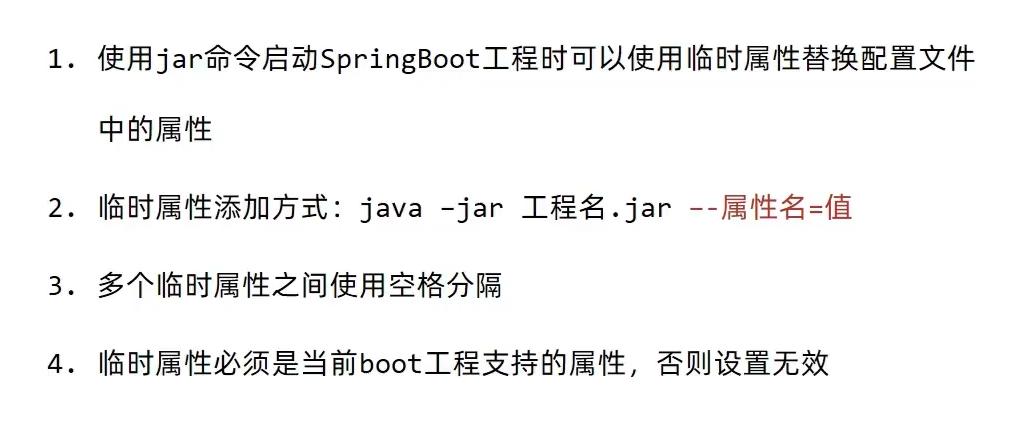 1. 使用jar命令启动SpringBoot工程时可以使用临时属性替换配置文件
中的属性
2. 临时属性添加方式：java –jar 工程名.jar –-属性名=值
3. 多个临时属性之间使用空格分隔
4. 临时属性必须是当前boot工程支持的属性，否则设置无效